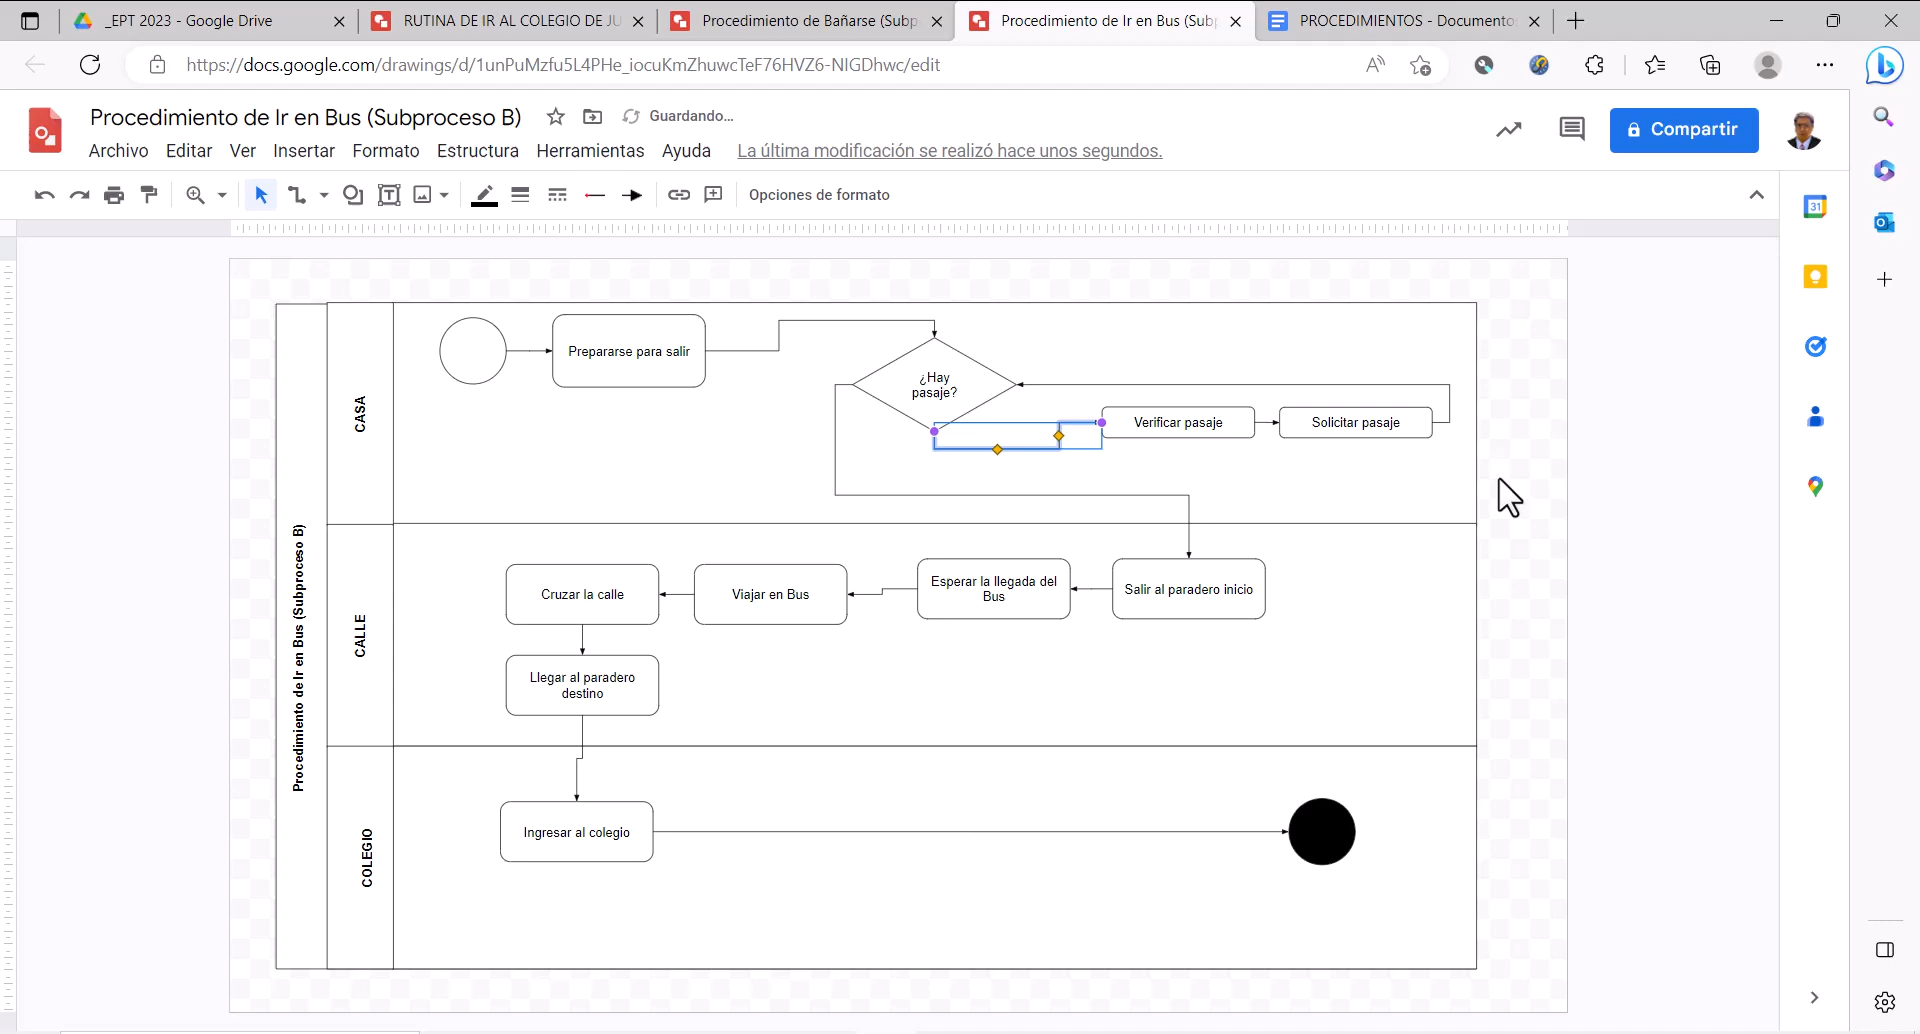 _EPT 2023 - Google Drive
RUTINA DE IR AL COLEGIO DE JU
Procedimiento de Bañarse (Subp
Procedimiento de Ir en Bus (Subp
PROCEDIMIENTOS - Documento
https://docs.google.com/drawings/d/1unPuMzfu5L4PHe_iocuKmZhuwcTeF76HVZ6-NIGDhwc/edit
Procedimiento de Ir en Bus (Subproceso B)
Guardando…
Compartir
Archivo Editar Ver Insertar Formato Estructura Herramientas Ayuda La última modificación se realizó hace unos segundos.
Opciones de formato
31
Procedimiento de Ir en Bus (Subproceso B)
CASA
Prepararse para salir
¿Hay
pasaje?
Verificar pasaje
Solicitar pasaje
CALLE
Cruzar la calle
Viajar en Bus
Esperar la llegada del
Bus
Salir al paradero inicio
Llegar al paradero
destino
COLEGIO
Ingresar al colegio